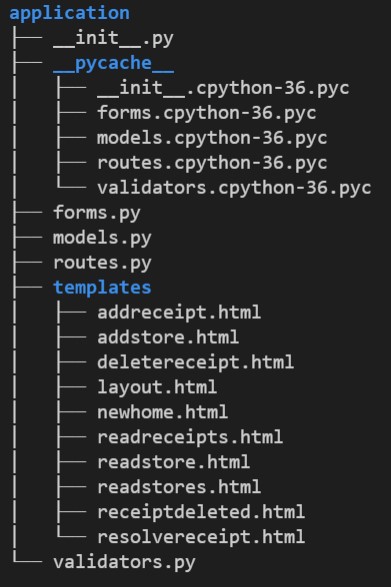 application
├── __init__.py
├── __pycache__
│   ├── __init__.cpython-36.pyc
│   ├── forms.cpython-36.pyc
│   ├── models.cpython-36.pyc
│   ├── routes.cpython-36.pyc
│   └── validators.cpython-36.pyc
├── forms.py
├── models.py
├── routes.py
├── templates
│   ├── addreceipt.html
│   ├── addstore.html
│   ├── deletereceipt.html
│   ├── layout.html
│   ├── newhome.html
│   ├── readreceipts.html
│   ├── readstore.html
│   ├── readstores.html
│   ├── receiptdeleted.html
│   └── resolvereceipt.html
└── validators.py